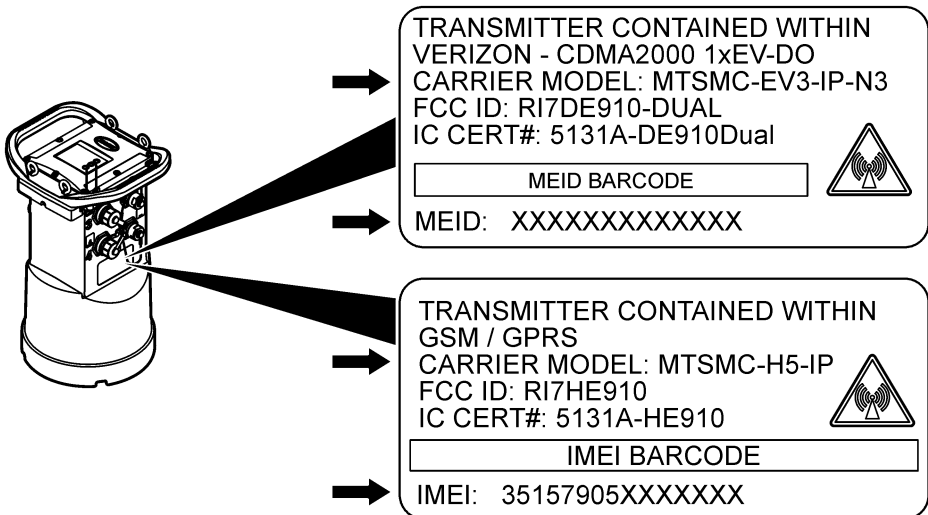 TRANSMITTER CONTAINED WITHIN
VERIZON - CDMA2000 1xEV-DO
CARRIER MODEL: MTSMC-EV3-IP-N3
FCC ID: RI7DE910-DUAL
IC CERT#: 5131A-DE910Dual
MEID BARCODE
MEID: XXXXXXXXXXXXX
TRANSMITTER CONTAINED WITHIN
GSM / GPRS
CARRIER MODEL: MTSMC-H5-IP
FCC ID: RI7HE910
IC CERT#: 5131A-HE910
IMEI BARCODE
IMEI: 35157905XXXXXXX